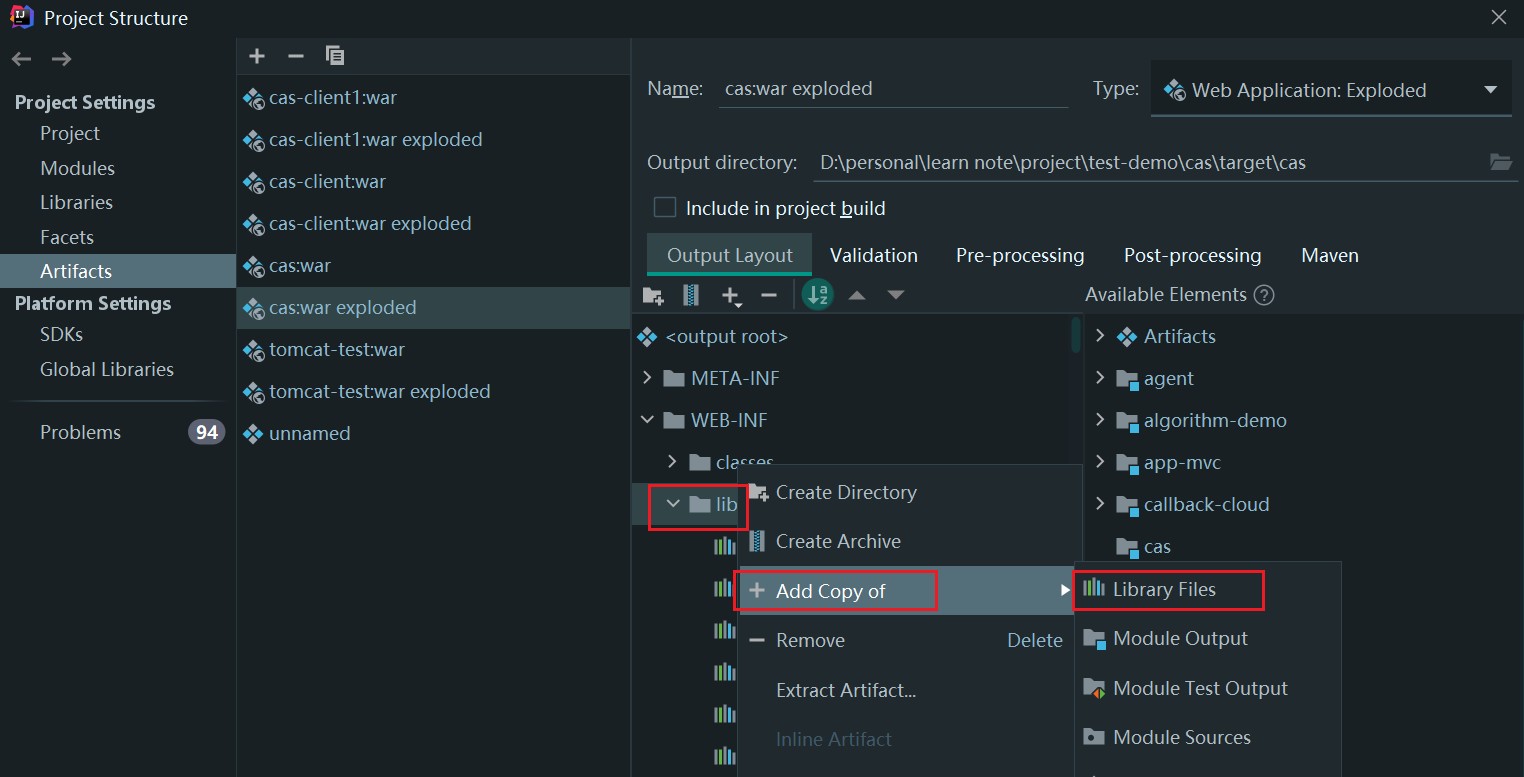 Project Structure
Project Settings
Project
Modules
Libraries
Facets
Artifacts
Platform Settings
SDKs
Global Libraries
Problems 94
cas-client1:war
cas-client1:war exploded
cas-client:war
cas-client:war exploded
cas:war
cas:war exploded
tomcat-test:war
tomcat-test:war exploded
unnamed
Name: cas:war exploded Type: Web Application: Exploded
Output directory: D:\personal\learn note\project\test-demo\cas\target\cas
Include in project build
Output Layout Validation Pre-processing Post-processing Maven
Available Elements ?
<output root>
META-INF
WEB-INF
classes
lib
Create Directory
Create Archive
Add Copy of
Remove Delete
Extract Artifact...
Inline Artifact
Artifacts
agent
algorithm-demo
app-mvc
callback-cloud
cas
Library Files
Module Output
Module Test Output
Module Sources